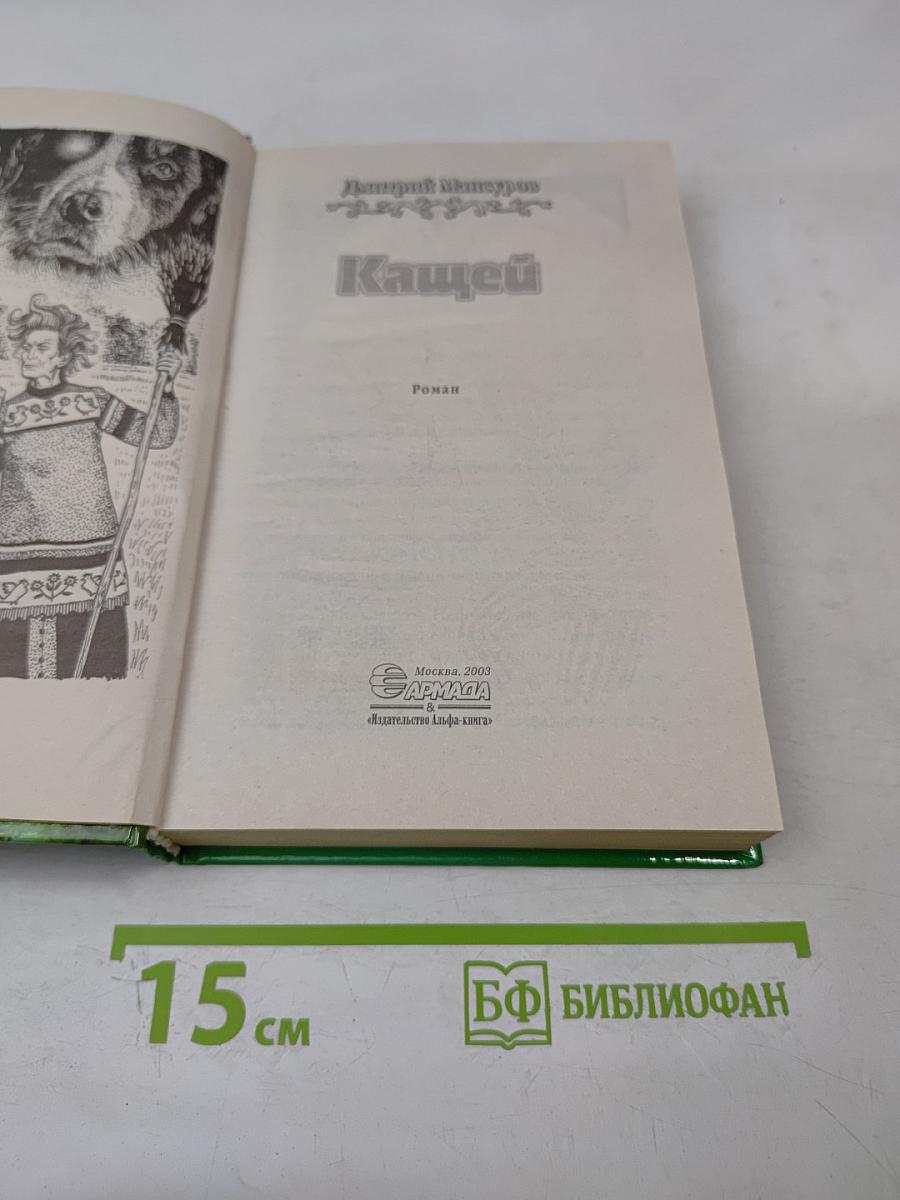 Дмитрий Мансуров
Кащей
Роман
Москва, 2003
АРМАДА
&
«Издательство Альфа-книга»
15 см
БФ БИБЛИОФАН